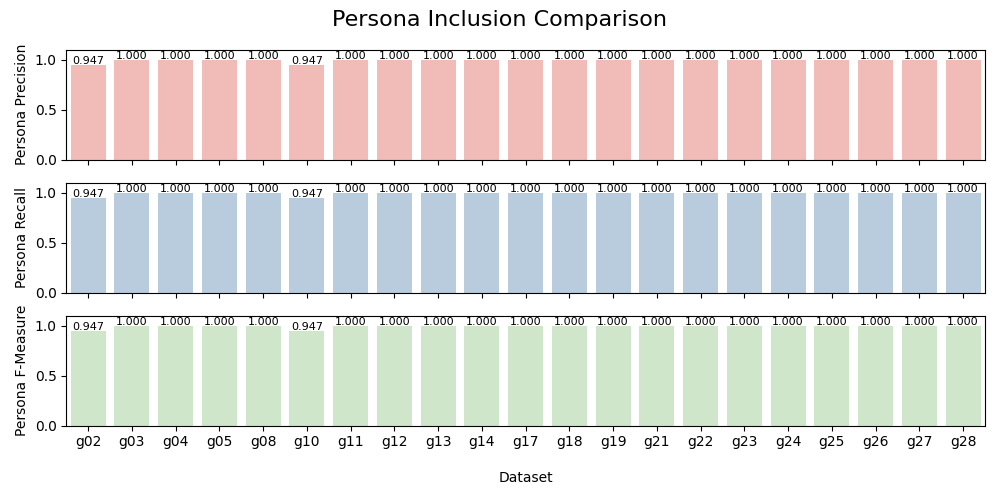 Persona Inclusion Comparison
Persona Precision
1.0
0.5
0.0
0.947 1.000 1.000 1.000 1.000 0.947 1.000 1.000 1.000 1.000 1.000 1.000 1.000 1.000 1.000 1.000 1.000 1.000 1.000 1.000 1.000
Persona Recall
1.0
0.5
0.0
0.947 1.000 1.000 1.000 1.000 0.947 1.000 1.000 1.000 1.000 1.000 1.000 1.000 1.000 1.000 1.000 1.000 1.000 1.000 1.000 1.000
Persona F-Measure
1.0
0.5
0.0
0.947 1.000 1.000 1.000 1.000 0.947 1.000 1.000 1.000 1.000 1.000 1.000 1.000 1.000 1.000 1.000 1.000 1.000 1.000 1.000 1.000
g02 g03 g04 g05 g08 g10 g11 g12 g13 g14 g17 g18 g19 g21 g22 g23 g24 g25 g26 g27 g28
Dataset